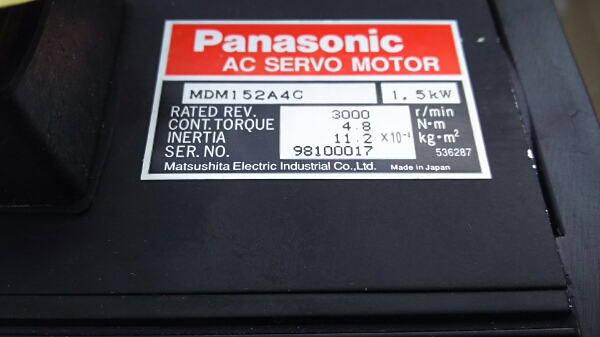 Panasonic
AC SERVO MOTOR
MDM152A4C 1.5kW
RATED REV. 3000 r/min
CONT.TORQUE 4.8 N·m
INERTIA 11.2 ×10⁻⁴ kg·m²
SER. NO. 98100017 536287
Matsushita Electric Industrial Co.,Ltd. Made in Japan